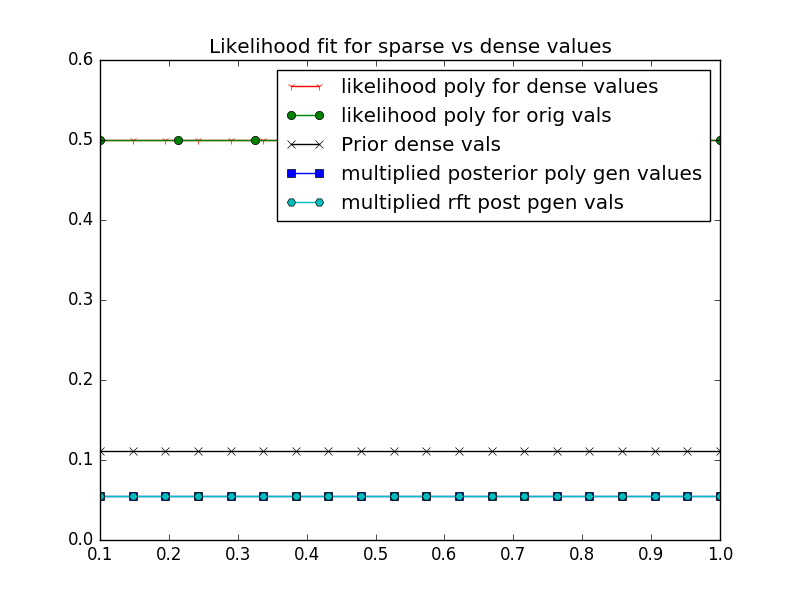 Likelihood fit for sparse vs dense values
0.6
0.5
0.4
0.3
0.2
0.1
0.0
likelihood poly for dense values
likelihood poly for orig vals
Prior dense vals
multiplied posterior poly gen values
multiplied rft post pgen vals
0.1 0.2 0.3 0.4 0.5 0.6 0.7 0.8 0.9 1.0